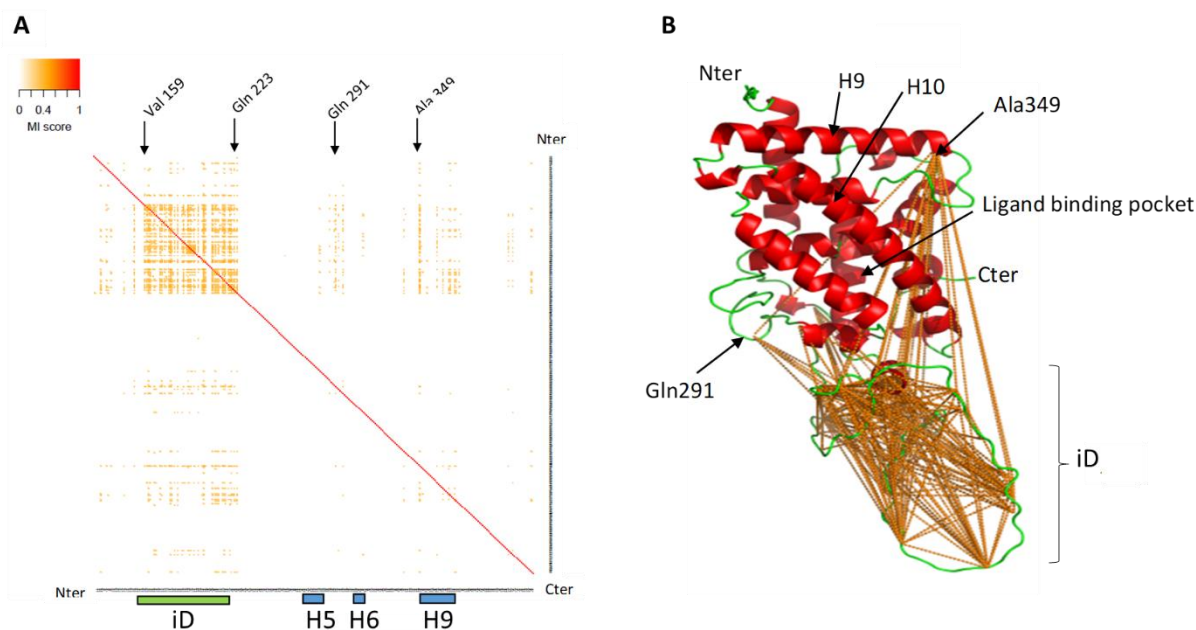 A
0 0.4 1
MI score
Val 159
Gln 223
Gln 291
Ala 349
Nter
Nter
Cter
iD
H5
H6
H9
B
Nter
H9
H10
Ala349
Ligand binding pocket
Cter
Gln291
iD